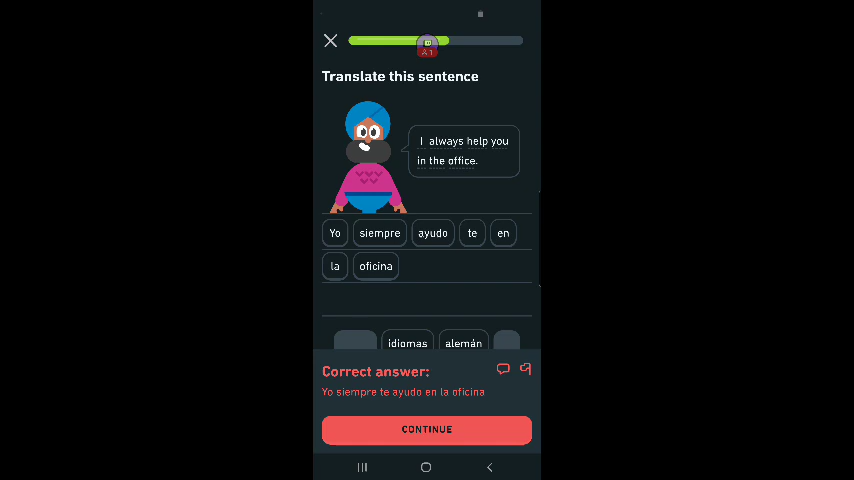 Translate this sentence
I always help you
in the office.
Yo siempre ayudo te en
la oficina
idiomas alemán
Correct answer:
Yo siempre te ayudo en la oficina
CONTINUE